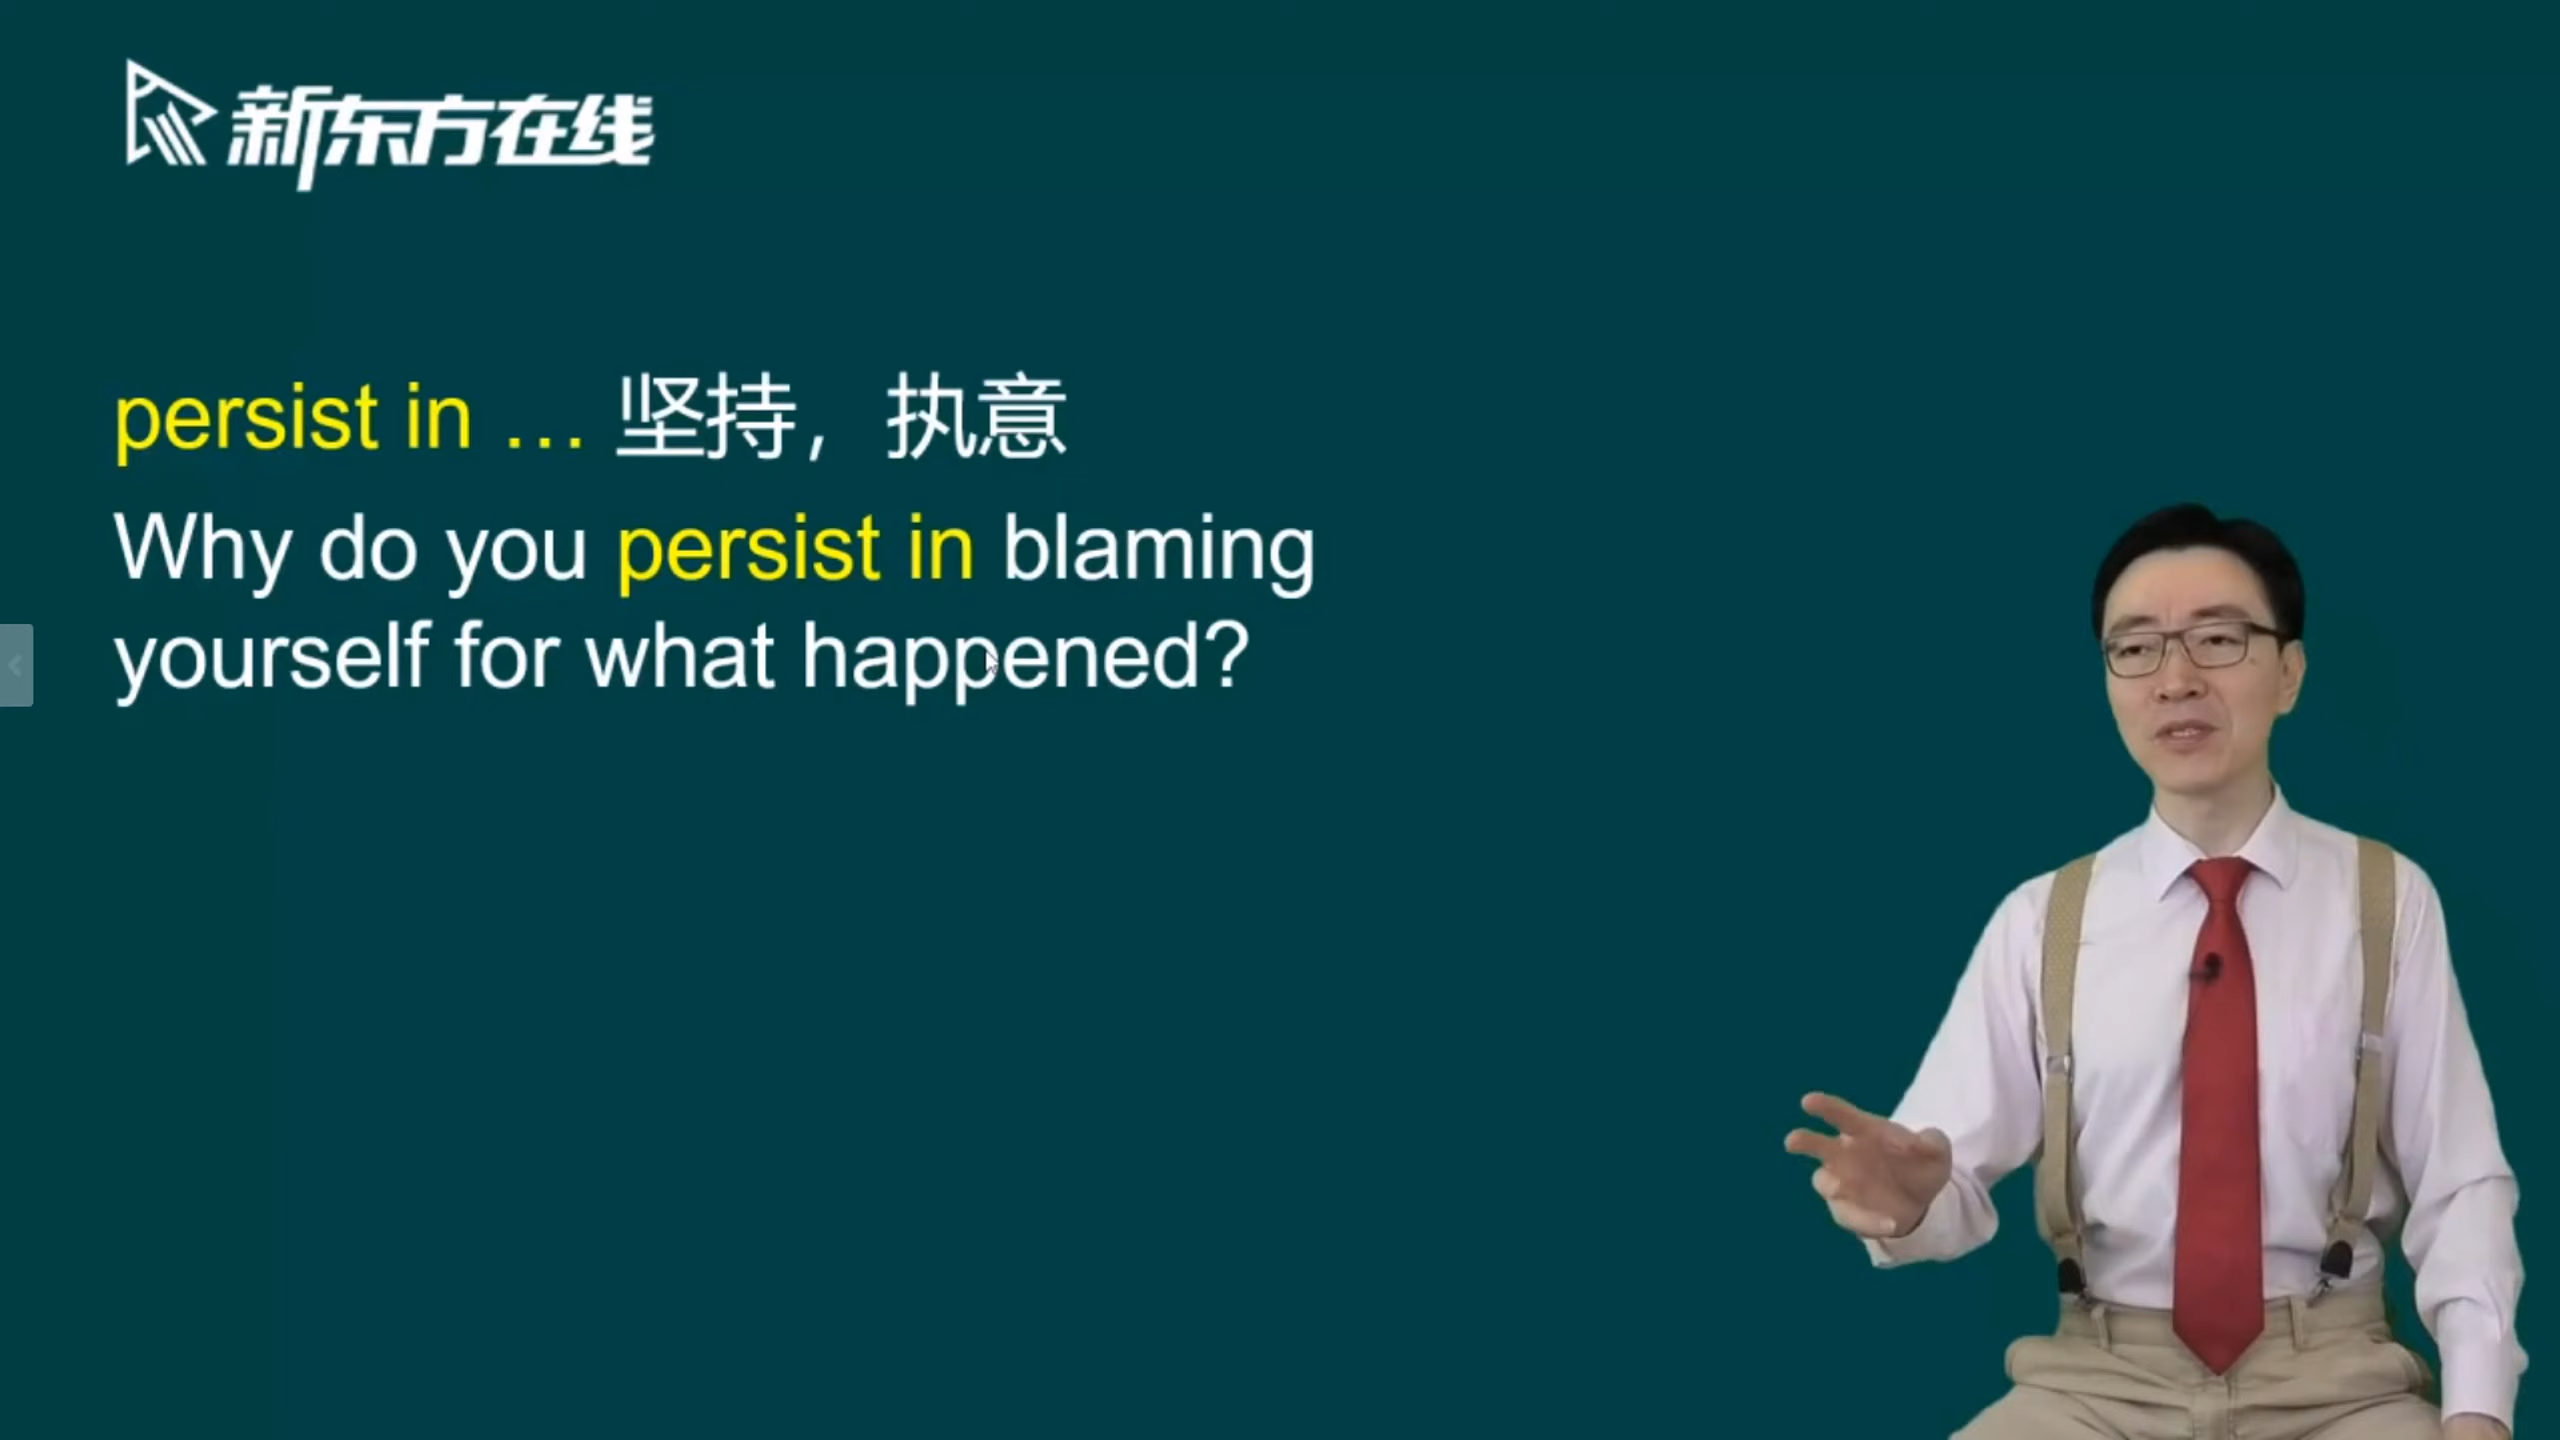 新东方在线
persist in … 坚持，执意
Why do you persist in blaming
yourself for what happened?